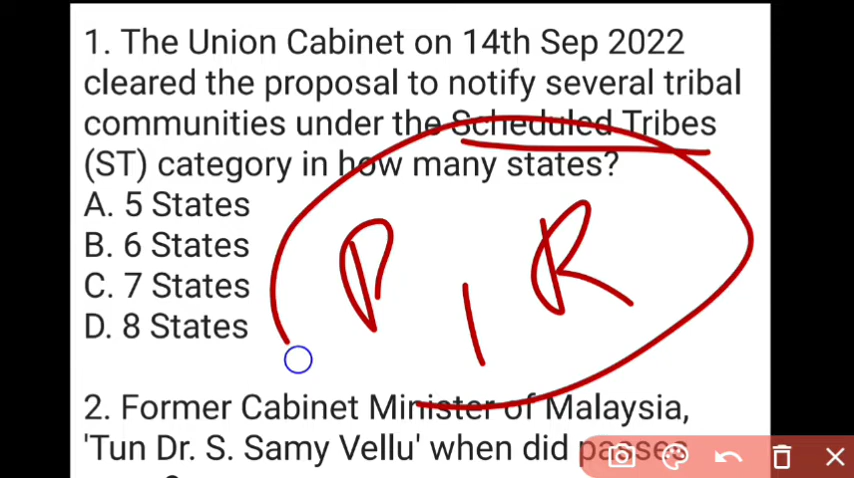 1. The Union Cabinet on 14th Sep 2022
cleared the proposal to notify several tribal
communities under the Scheduled Tribes
(ST) category in how many states?
A. 5 States
B. 6 States
C. 7 States
D. 8 States
P, R
2. Former Cabinet Minister of Malaysia,
'Tun Dr. S. Samy Vellu' when did passes